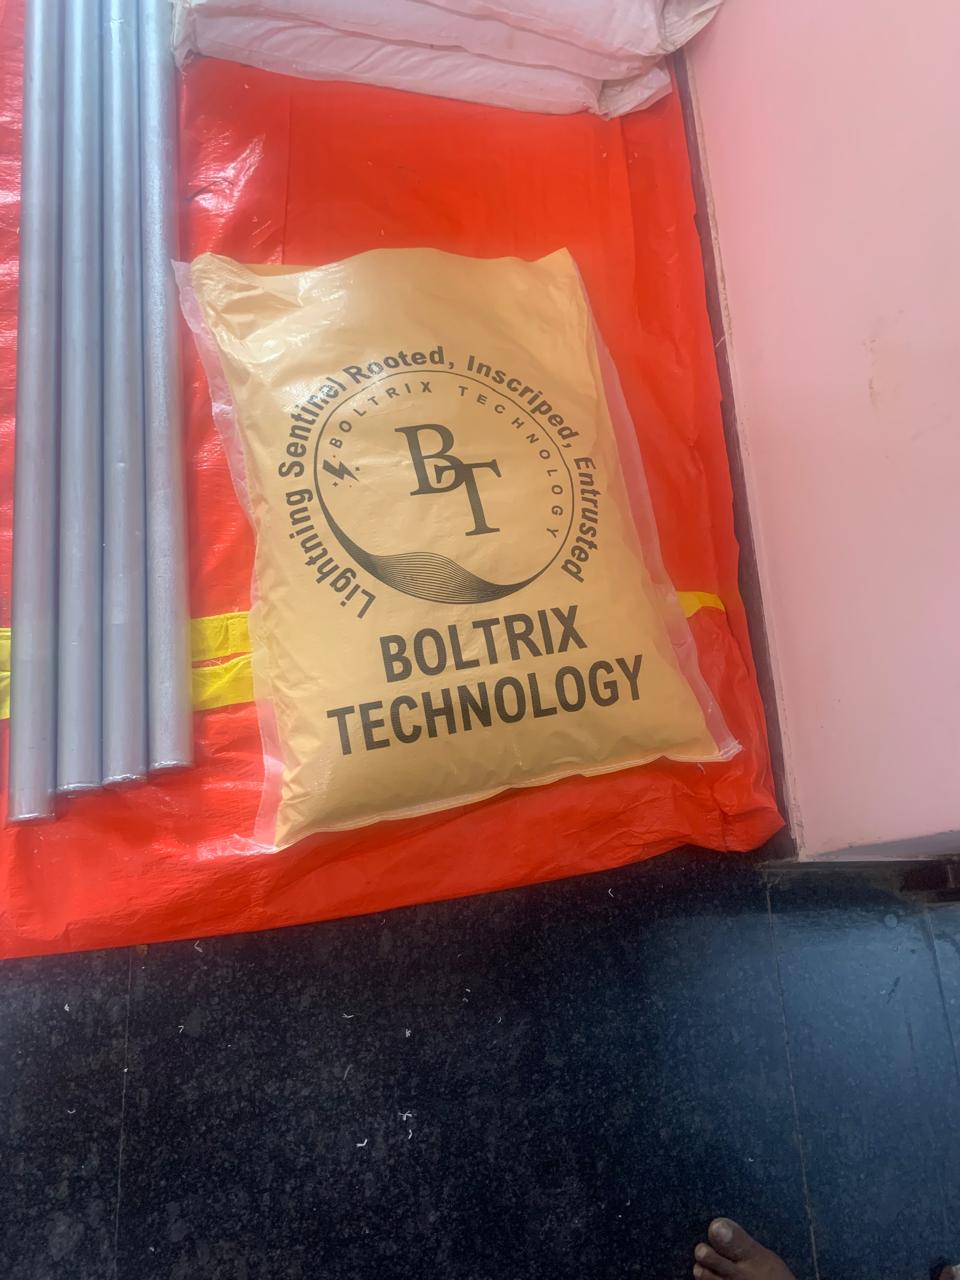 Lightning Sentinel Rooted, Inscriped, Entrusted
BOLTRIX TECHNOLOGY
BT
BOLTRIX
TECHNOLOGY